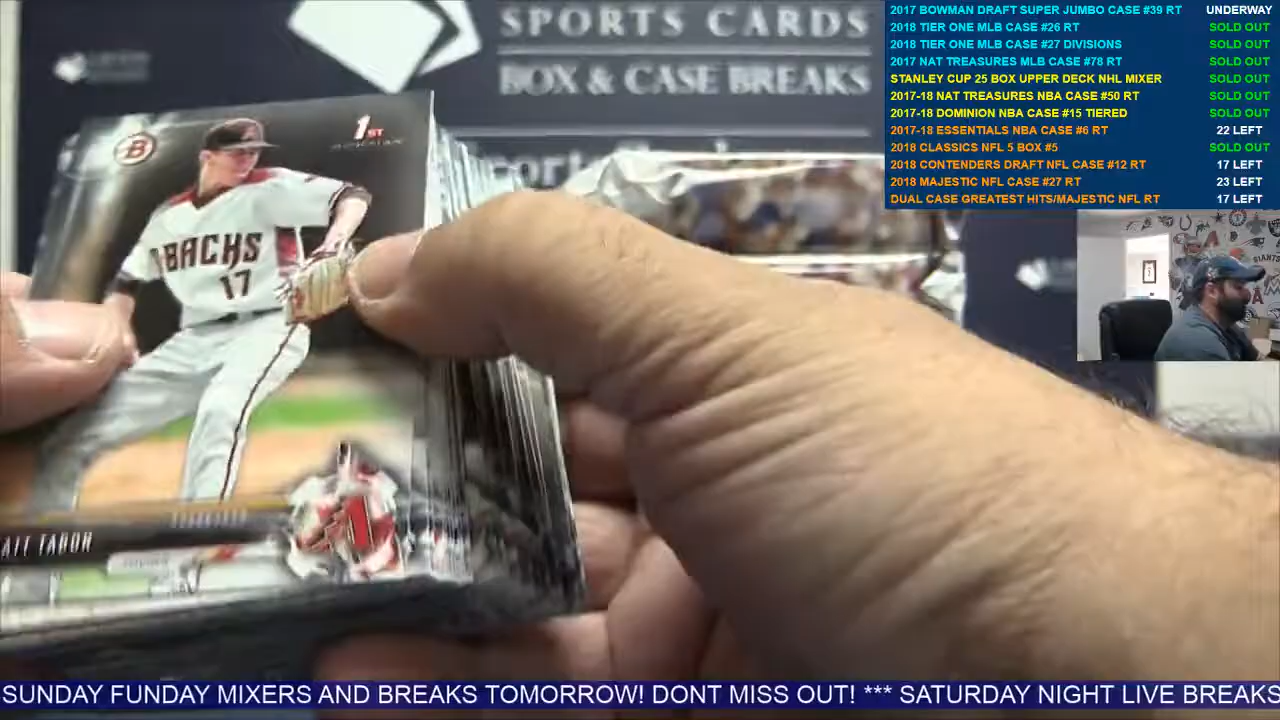 SPORTS CARDS
BOX & CASE BREAKS
2017 BOWMAN DRAFT SUPER JUMBO CASE #39 RT UNDERWAY
2018 TIER ONE MLB CASE #26 RT SOLD OUT
2018 TIER ONE MLB CASE #27 DIVISIONS SOLD OUT
2017 NAT TREASURES MLB CASE #78 RT SOLD OUT
STANLEY CUP 25 BOX UPPER DECK NHL MIXER SOLD OUT
2017-18 NAT TREASURES NBA CASE #50 RT SOLD OUT
2017-18 DOMINION NBA CASE #15 TIERED SOLD OUT
2017-18 ESSENTIALS NBA CASE #6 RT 22 LEFT
2018 CLASSICS NFL 5 BOX #5 SOLD OUT
2018 CONTENDERS DRAFT NFL CASE #12 RT 17 LEFT
2018 MAJESTIC NFL CASE #27 RT 23 LEFT
DUAL CASE GREATEST HITS/MAJESTIC NFL RT 17 LEFT
B
1ST
DBACHS
17
A
GIANTS
SUNDAY FUNDAY MIXERS AND BREAKS TOMORROW! DONT MISS OUT! *** SATURDAY NIGHT LIVE BREAKS